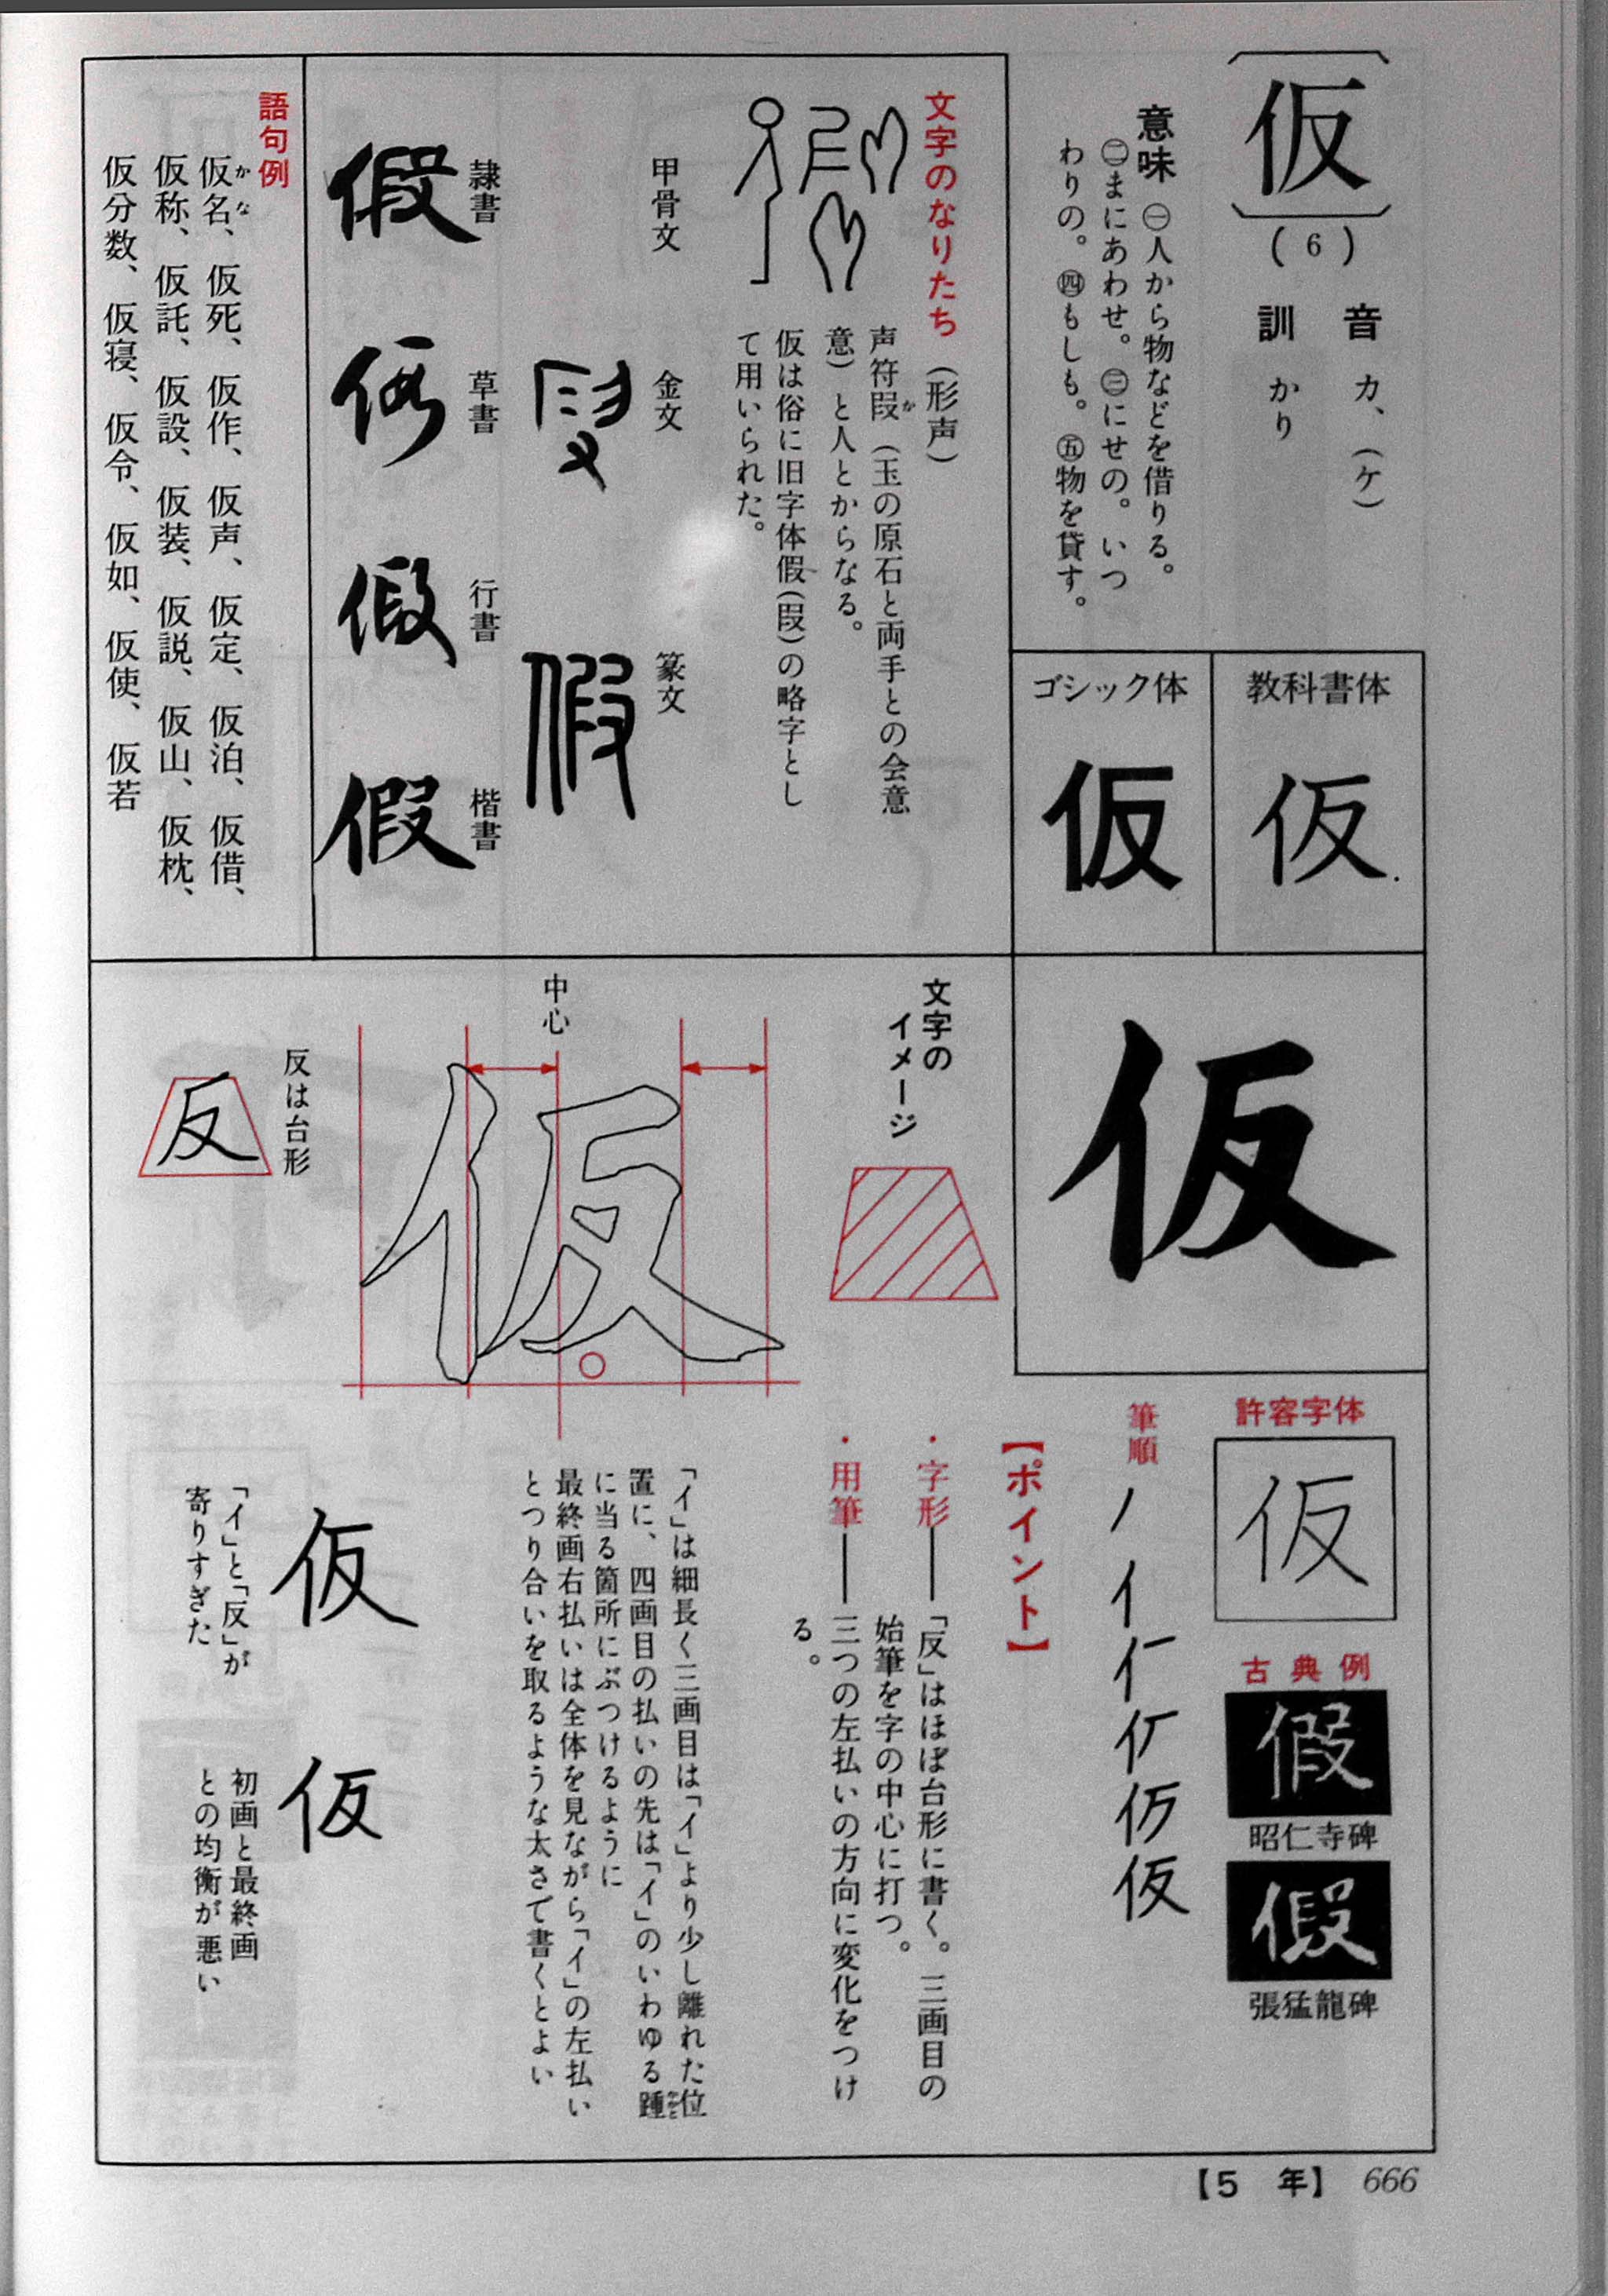 仮
(6)
音 カ、(ケ)
訓 かり
意味 ㊀人から物などを借りる。
㊁まにあわせ。㊂にせの。いつ
わりの。㊃もしも。㊄物を貸す。
教科書体
仮
ゴシック体
仮
仮
文字のなりたち(形声)
声符叚(玉の原石と両手との会意
か
意)と人とからなる。
仮は俗に旧字体假(叚)の略字とし
て用いられた。
甲骨文
金文
篆文
假
隷書
假
草書
假
行書
假
楷書
假
語句例
仮名、仮死、仮作、仮声、仮定、仮泊、仮借、
かな
仮称、仮託、仮設、仮装、仮説、仮山、仮枕、
仮分数、仮寝、仮令、仮如、仮使、仮若
許容字体
仮
古典例
假
昭仁寺碑
假
張猛龍碑
筆順
ノ イ 仁 仮
文字の
イメージ
中心
仮
反は台形
反
【ポイント】
・字形―「反」はほぼ台形に書く。三画目の
始筆を字の中心に打つ。
・用筆―三つの左払いの方向に変化をつけ
る。
「イ」は細長く三画目は「イ」より少し離れた位
置に、四画目の払いの先は「イ」のいわゆる踵
かかと
に当る箇所にぶつけるように
最終画右払いは全体を見ながら「イ」の左払い
とつり合いを取るような太さで書くとよい
仮
「イ」と「反」が
寄りすぎた
仮
初画と最終画
との均衡が悪い
【5 年】 666